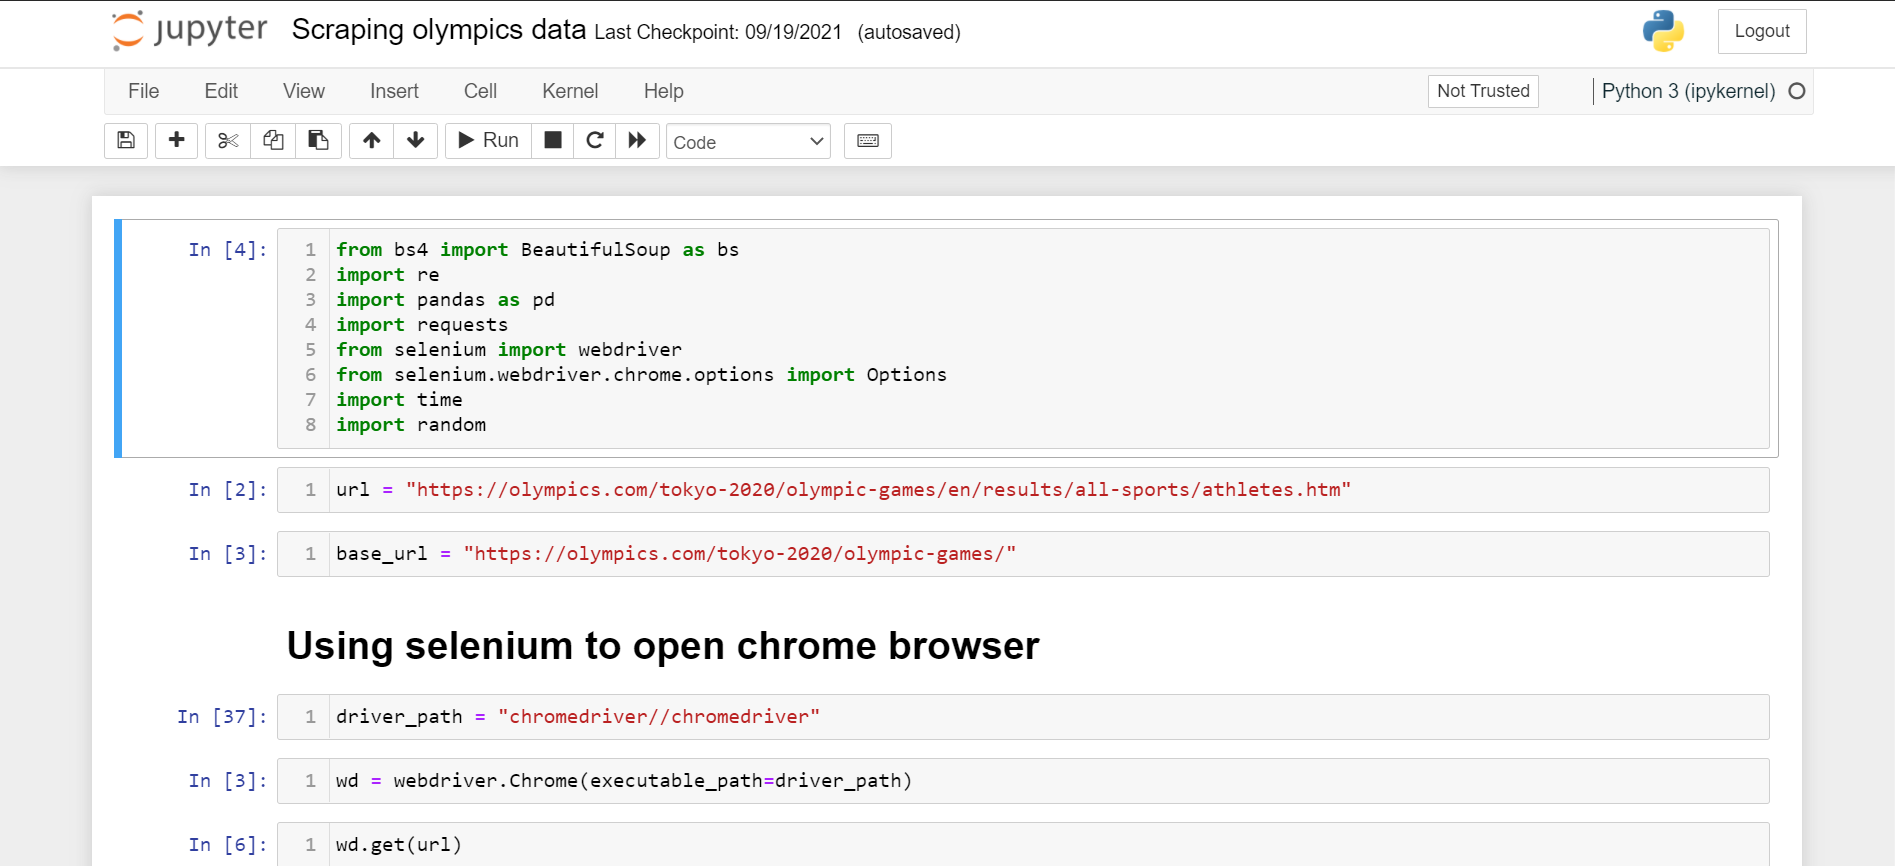 jupyter Scraping olympics data Last Checkpoint: 09/19/2021 (autosaved) Logout
File Edit View Insert Cell Kernel Help Not Trusted Python 3 (ipykernel)
Run Code
In [4]: 1 from bs4 import BeautifulSoup as bs
2 import re
3 import pandas as pd
4 import requests
5 from selenium import webdriver
6 from selenium.webdriver.chrome.options import Options
7 import time
8 import random
In [2]: 1 url = "https://olympics.com/tokyo-2020/olympic-games/en/results/all-sports/athletes.htm"
In [3]: 1 base_url = "https://olympics.com/tokyo-2020/olympic-games/"
Using selenium to open chrome browser
In [37]: 1 driver_path = "chromedriver//chromedriver"
In [3]: 1 wd = webdriver.Chrome(executable_path=driver_path)
In [6]: 1 wd.get(url)